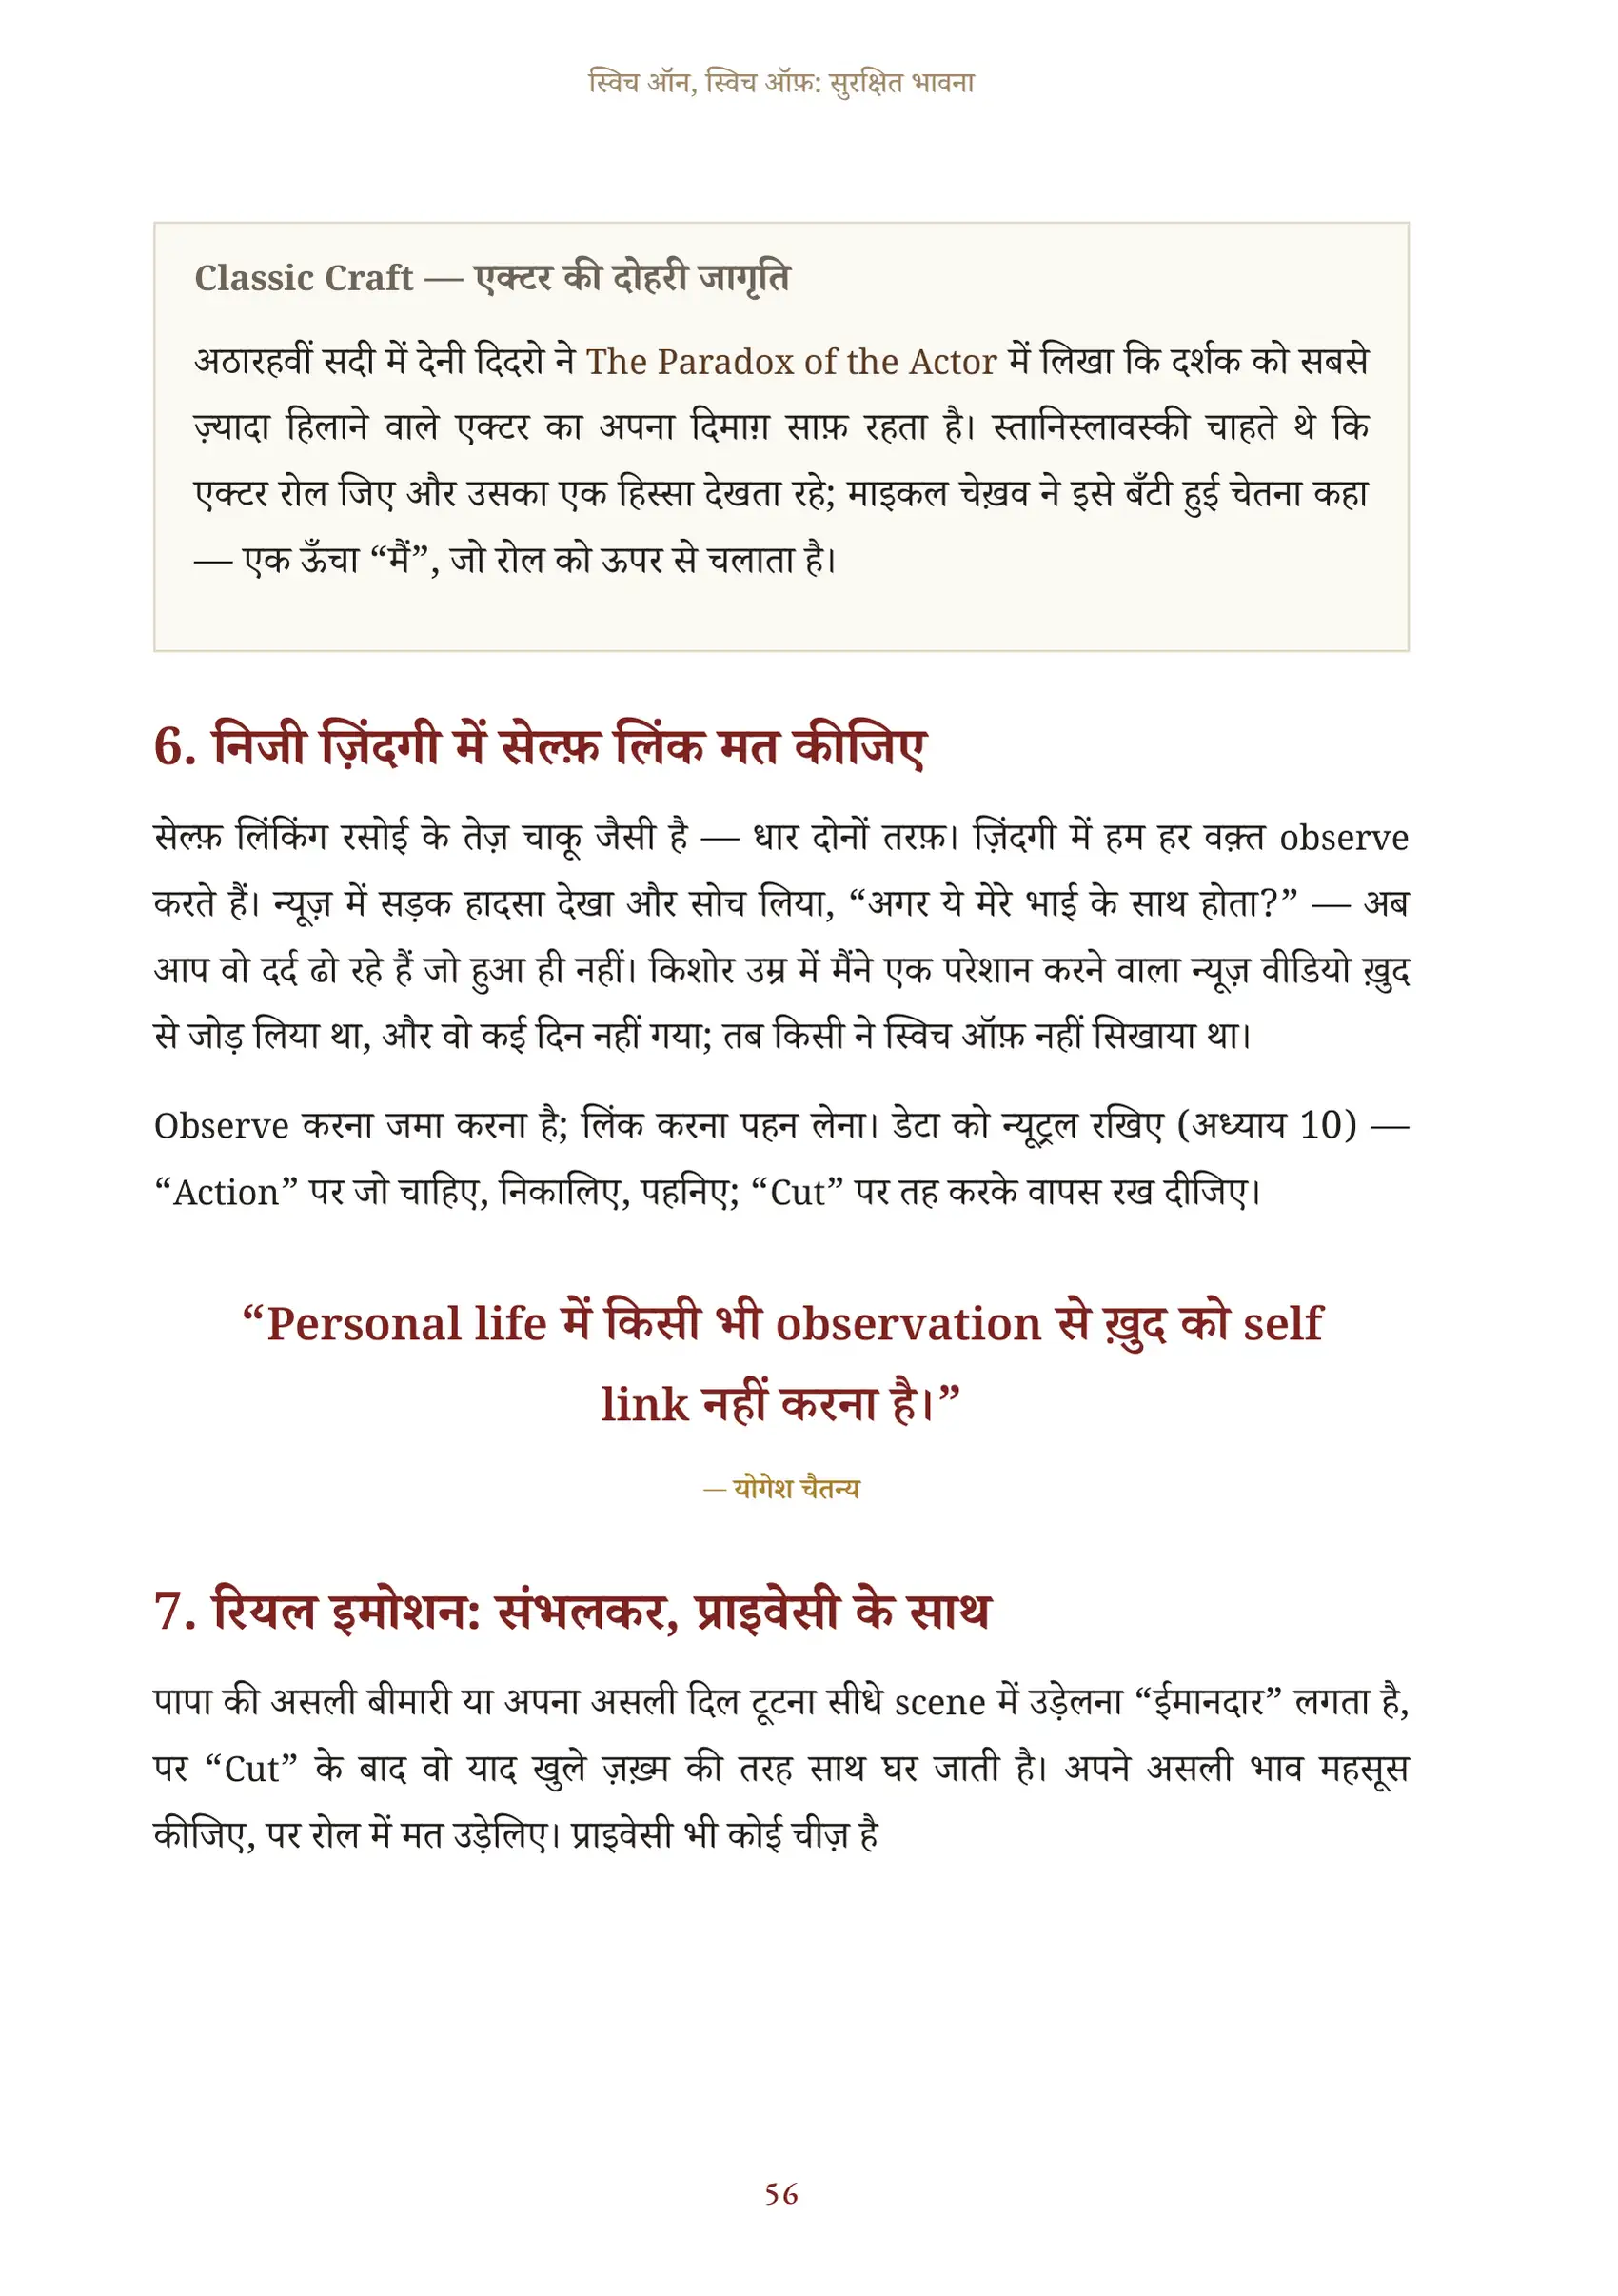 स्विच ऑन, स्विच ऑफ़: सुरक्षित भावना
Classic Craft — एक्टर की दोहरी जागृति
अठारहवीं सदी में देनी दिदरो ने The Paradox of the Actor में लिखा कि दर्शक को सबसे
ज़्यादा हिलाने वाले एक्टर का अपना दिमाग़ साफ़ रहता है। स्तानिस्लावस्की चाहते थे कि
एक्टर रोल जिए और उसका एक हिस्सा देखता रहे; माइकल चेख़व ने इसे बँटी हुई चेतना कहा
— एक ऊँचा “मैं”, जो रोल को ऊपर से चलाता है।
6. निजी ज़िंदगी में सेल्फ़ लिंक मत कीजिए
सेल्फ़ लिंकिंग रसोई के तेज़ चाकू जैसी है — धार दोनों तरफ़। ज़िंदगी में हम हर वक़्त observe
करते हैं। न्यूज़ में सड़क हादसा देखा और सोच लिया, “अगर ये मेरे भाई के साथ होता?” — अब
आप वो दर्द ढो रहे हैं जो हुआ ही नहीं। किशोर उम्र में मैंने एक परेशान करने वाला न्यूज़ वीडियो ख़ुद
से जोड़ लिया था, और वो कई दिन नहीं गया; तब किसी ने स्विच ऑफ़ नहीं सिखाया था।
Observe करना जमा करना है; लिंक करना पहन लेना। डेटा को न्यूट्रल रखिए (अध्याय 10) —
“Action” पर जो चाहिए, निकालिए, पहनिए; “Cut” पर तह करके वापस रख दीजिए।
“Personal life में किसी भी observation से ख़ुद को self
link नहीं करना है।”
— योगेश चैतन्य
7. रियल इमोशन: संभलकर, प्राइवेसी के साथ
पापा की असली बीमारी या अपना असली दिल टूटना सीधे scene में उड़ेलना “ईमानदार” लगता है,
पर “Cut” के बाद वो याद खुले ज़ख़्म की तरह साथ घर जाती है। अपने असली भाव महसूस
कीजिए, पर रोल में मत उड़ेलिए। प्राइवेसी भी कोई चीज़ है
56